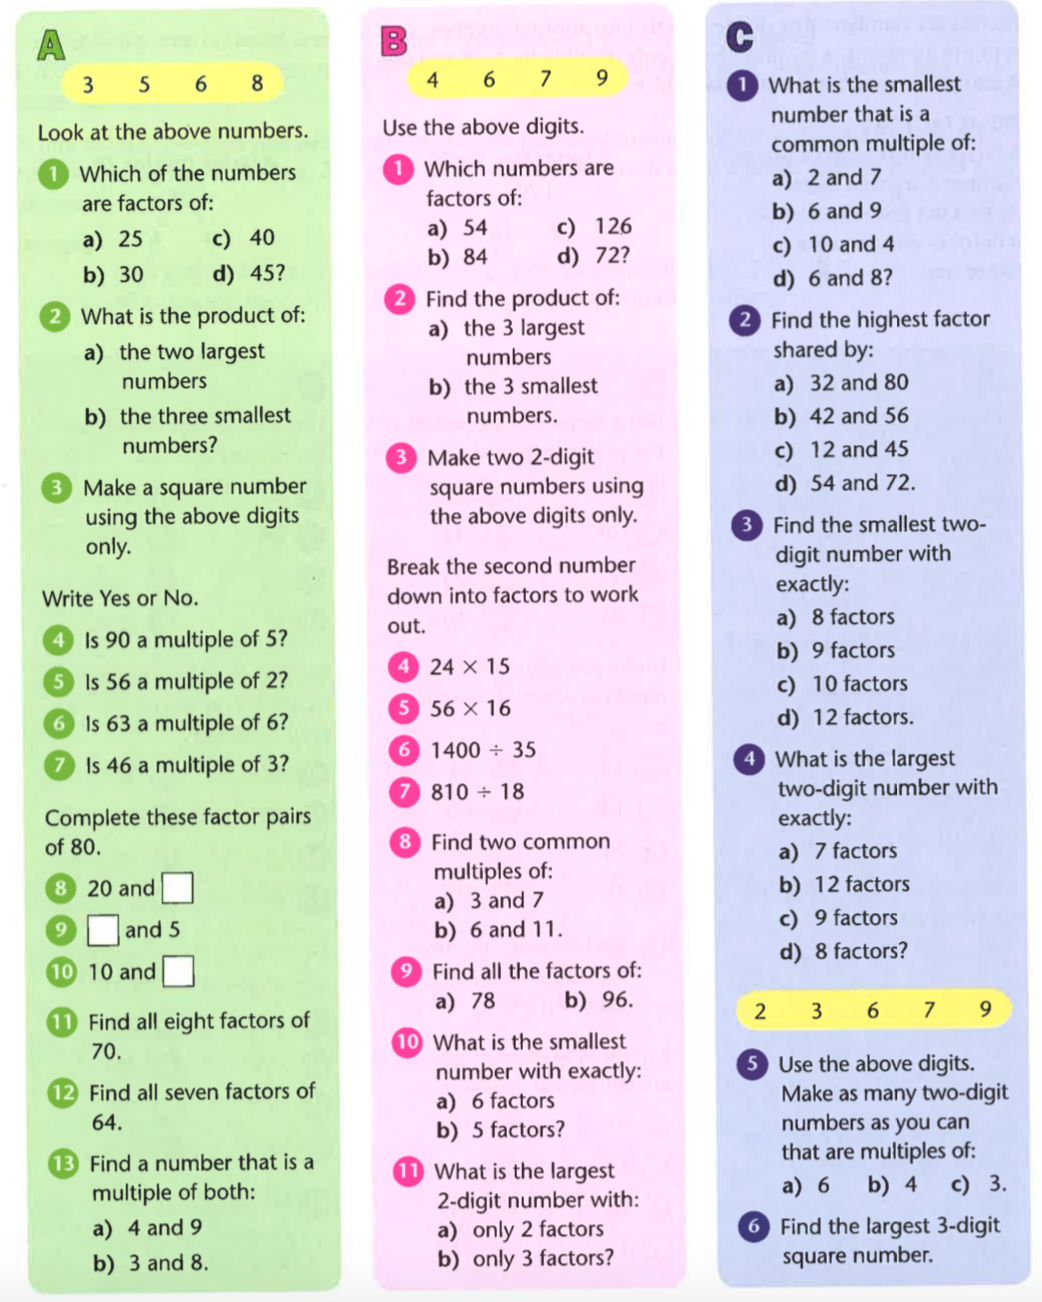 A
3 5 6 8
Look at the above numbers.
1 Which of the numbers
are factors of:
a) 25 c) 40
b) 30 d) 45?
2 What is the product of:
a) the two largest
numbers
b) the three smallest
numbers?
3 Make a square number
using the above digits
only.
Write Yes or No.
4 Is 90 a multiple of 5?
5 Is 56 a multiple of 2?
6 Is 63 a multiple of 6?
7 Is 46 a multiple of 3?
Complete these factor pairs
of 80.
8 20 and
9 and 5
10 10 and
11 Find all eight factors of
70.
12 Find all seven factors of
64.
13 Find a number that is a
multiple of both:
a) 4 and 9
b) 3 and 8.
B
4 6 7 9
Use the above digits.
1 Which numbers are
factors of:
a) 54 c) 126
b) 84 d) 72?
2 Find the product of:
a) the 3 largest
numbers
b) the 3 smallest
numbers.
3 Make two 2-digit
square numbers using
the above digits only.
Break the second number
down into factors to work
out.
4 24 × 15
5 56 × 16
6 1400 ÷ 35
7 810 ÷ 18
8 Find two common
multiples of:
a) 3 and 7
b) 6 and 11.
9 Find all the factors of:
a) 78 b) 96.
10 What is the smallest
number with exactly:
a) 6 factors
b) 5 factors?
11 What is the largest
2-digit number with:
a) only 2 factors
b) only 3 factors?
C
1 What is the smallest
number that is a
common multiple of:
a) 2 and 7
b) 6 and 9
c) 10 and 4
d) 6 and 8?
2 Find the highest factor
shared by:
a) 32 and 80
b) 42 and 56
c) 12 and 45
d) 54 and 72.
3 Find the smallest two-
digit number with
exactly:
a) 8 factors
b) 9 factors
c) 10 factors
d) 12 factors.
4 What is the largest
two-digit number with
exactly:
a) 7 factors
b) 12 factors
c) 9 factors
d) 8 factors?
2 3 6 7 9
5 Use the above digits.
Make as many two-digit
numbers as you can
that are multiples of:
a) 6 b) 4 c) 3.
6 Find the largest 3-digit
square number.